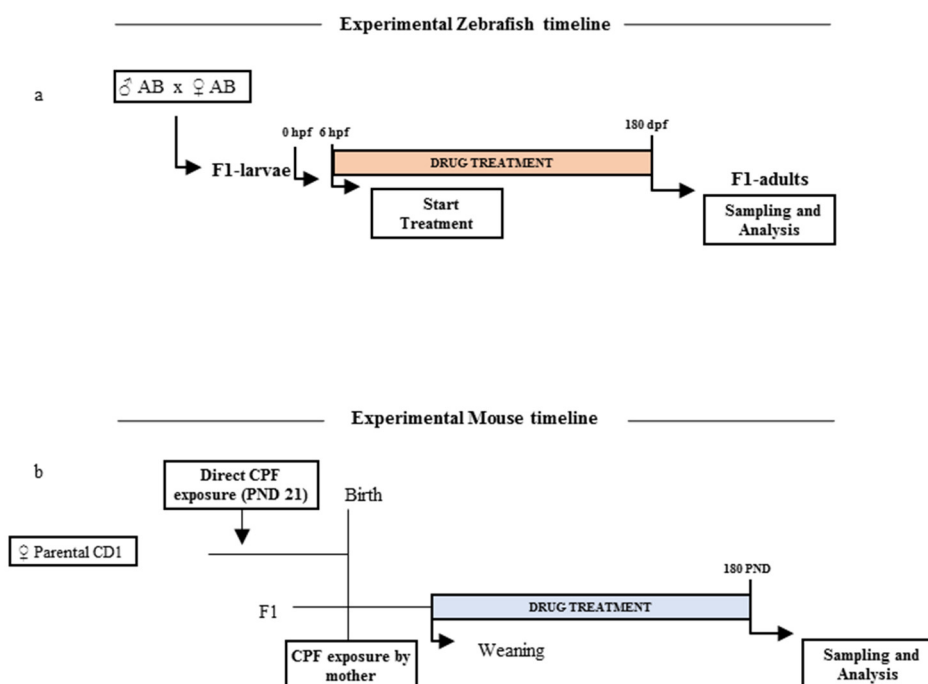 Experimental Zebrafish timeline
a
♂ AB x ♀ AB
0 hpf
6 hpf
180 dpf
F1-larvae
DRUG TREATMENT
Start
Treatment
F1-adults
Sampling and
Analysis
Experimental Mouse timeline
b
Direct CPF
exposure (PND 21)
Birth
♀ Parental CD1
180 PND
F1
DRUG TREATMENT
Weaning
CPF exposure by
mother
Sampling and
Analysis